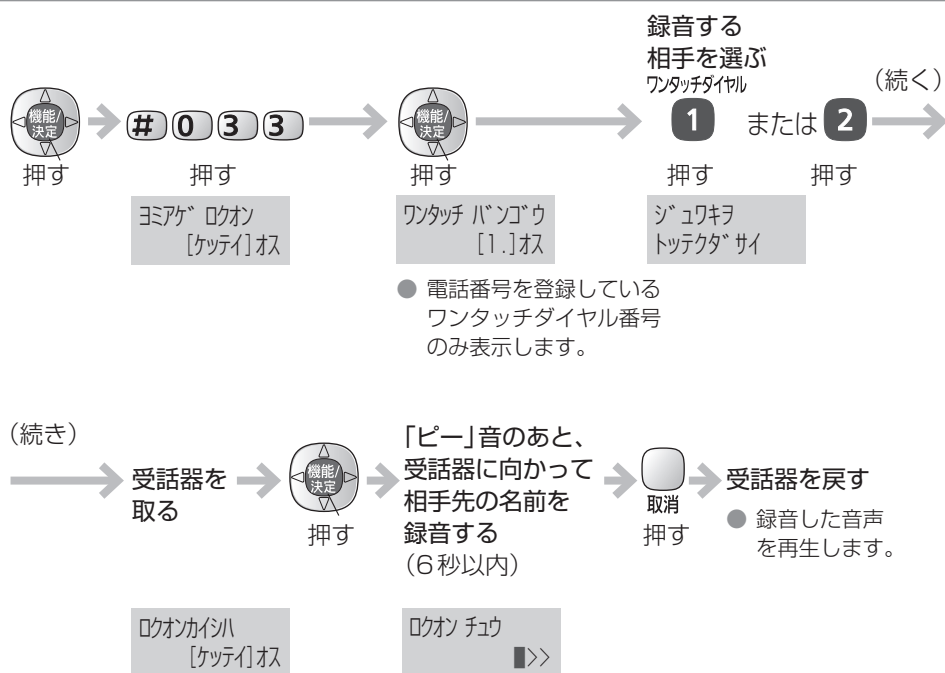 録音する
相手を選ぶ
ワンタッチダイヤル
(続く)
機能/
決定
#033
機能/
決定
1 または 2
押す
押す
押す
押す
押す
ヨミアゲ ロクオン
[ケッテイ]オス
ワンタッチ バンゴウ
[1.]オス
ジュワキヲ
トッテクダサイ
● 電話番号を登録している
ワンタッチダイヤル番号
のみ表示します。
(続き)
受話器を
取る
機能/
決定
押す
「ピー」音のあと、
受話器に向かって
相手先の名前を
録音する
(6秒以内)
取消
押す
受話器を戻す
● 録音した音声
を再生します。
ロクオンカイシハ
[ケッテイ]オス
ロクオン チュウ
■>>